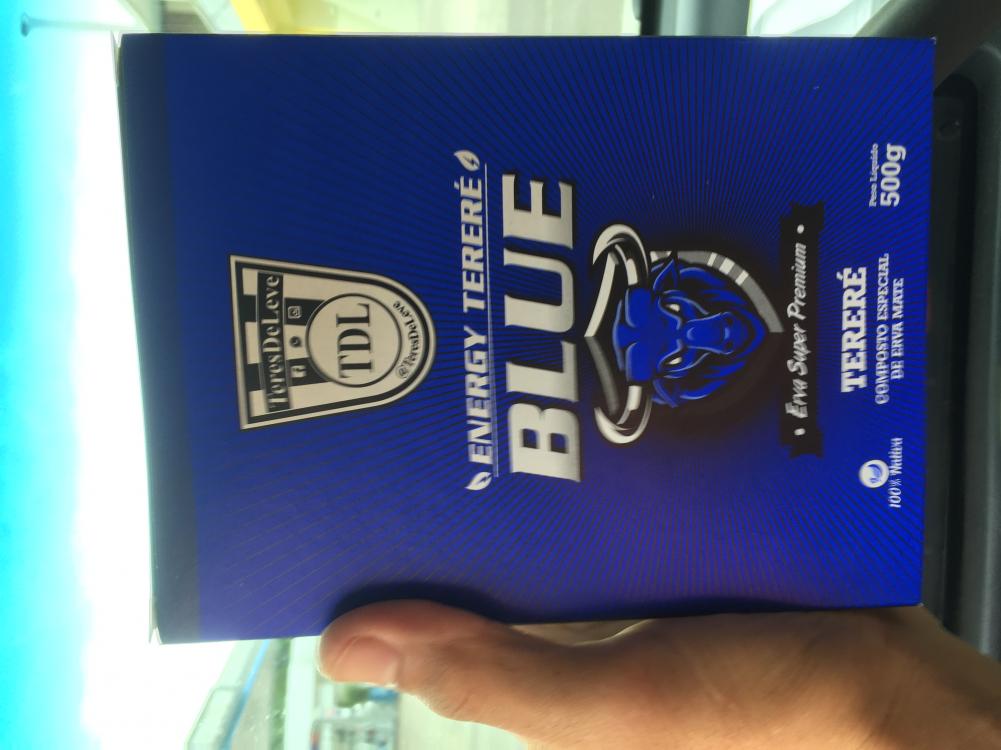 TeresDeLeve
TDL
@TeresDeLeve
ENERGY TERERÉ
BLUE
• Erva Super Premium •
100% Nativa
TERERÉ
COMPOSTO ESPECIAL
DE ERVA MATE
Peso Líquido
500g